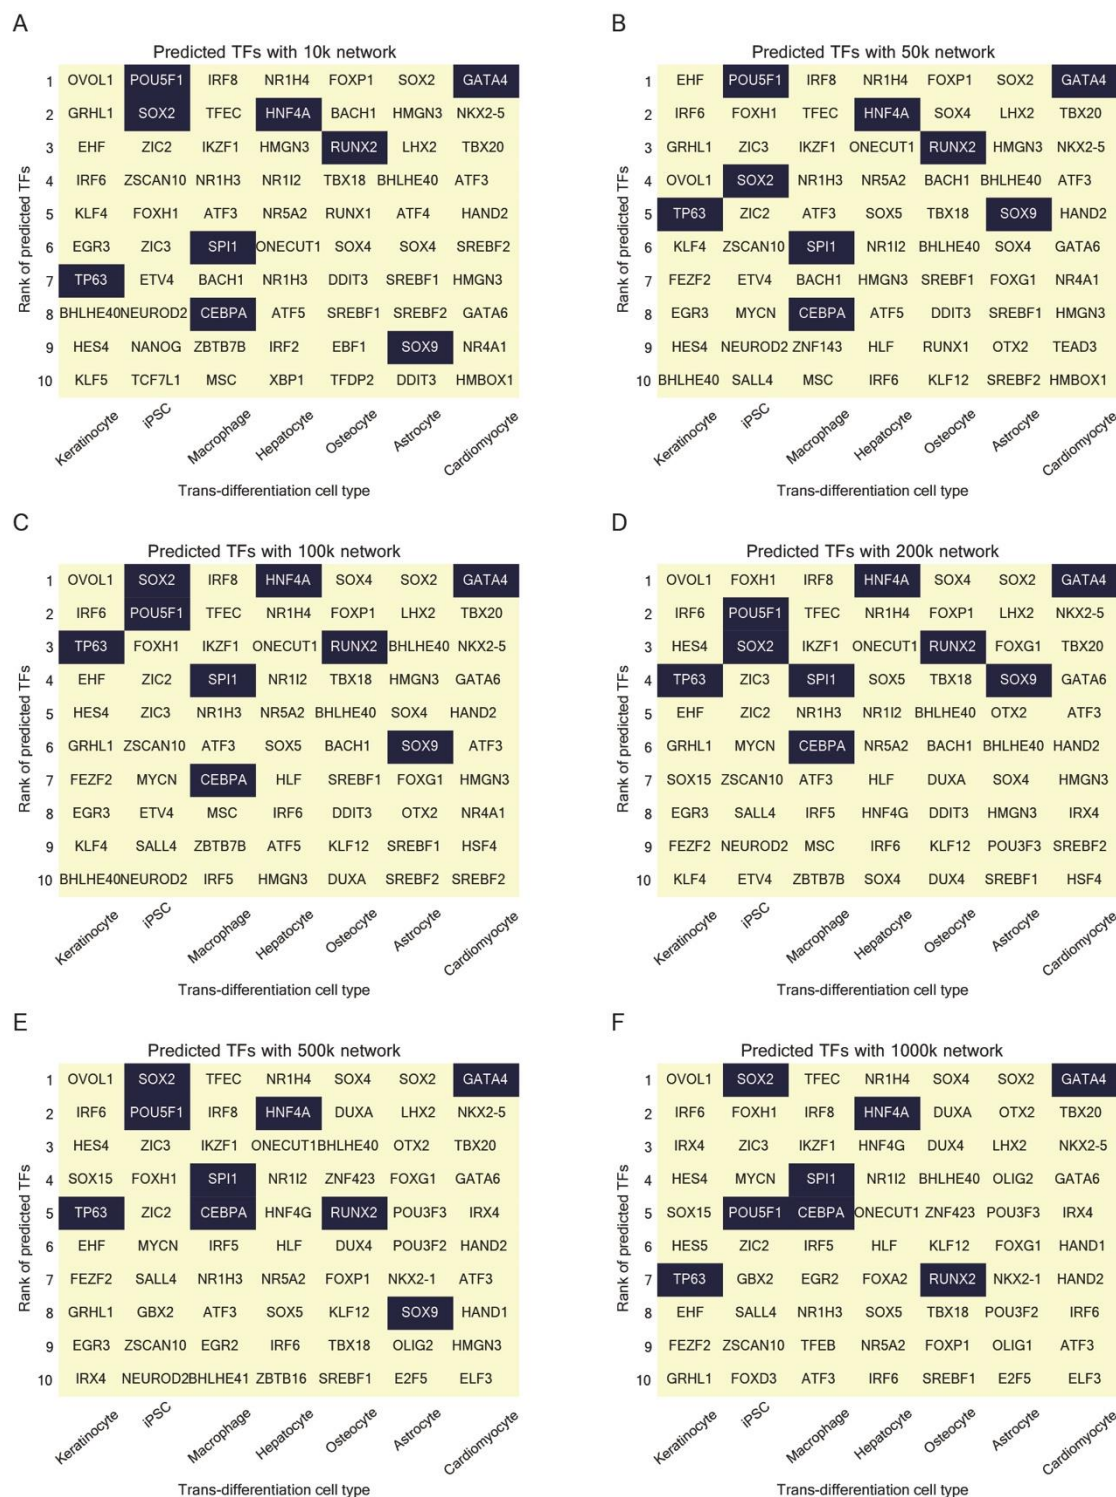 A
Predicted TFs with 10k network
Rank of predicted TFs
1 OVOL1 POU5F1 IRF8 NR1H4 FOXP1 SOX2 GATA4
2 GRHL1 SOX2 TFEC HNF4A BACH1 HMGN3 NKX2-5
3 EHF ZIC2 IKZF1 HMGN3 RUNX2 LHX2 TBX20
4 IRF6 ZSCAN10 NR1H3 NR1I2 TBX18 BHLHE40 ATF3
5 KLF4 FOXH1 ATF3 NR5A2 RUNX1 ATF4 HAND2
6 EGR3 ZIC3 SPI1 ONECUT1 SOX4 SOX4 SREBF2
7 TP63 ETV4 BACH1 NR1H3 DDIT3 SREBF1 HMGN3
8 BHLHE40 NEUROD2 CEBPA ATF5 SREBF1 SREBF2 GATA6
9 HES4 NANOG ZBTB7B IRF2 EBF1 SOX9 NR4A1
10 KLF5 TCF7L1 MSC XBP1 TFDP2 DDIT3 HMBOX1
Keratinocyte iPSC Macrophage Hepatocyte Osteocyte Astrocyte Cardiomyocyte
Trans-differentiation cell type
B
Predicted TFs with 50k network
Rank of predicted TFs
1 EHF POU5F1 IRF8 NR1H4 FOXP1 SOX2 GATA4
2 IRF6 FOXH1 TFEC HNF4A SOX4 LHX2 TBX20
3 GRHL1 ZIC3 IKZF1 ONECUT1 RUNX2 HMGN3 NKX2-5
4 OVOL1 SOX2 NR1H3 NR5A2 BACH1 BHLHE40 ATF3
5 TP63 ZIC2 ATF3 SOX5 TBX18 SOX9 HAND2
6 KLF4 ZSCAN10 SPI1 NR1I2 BHLHE40 SOX4 GATA6
7 FEZF2 ETV4 BACH1 HMGN3 SREBF1 FOXG1 NR4A1
8 EGR3 MYCN CEBPA ATF5 DDIT3 SREBF1 HMGN3
9 HES4 NEUROD2 ZNF143 HLF RUNX1 OTX2 TEAD3
10 BHLHE40 SALL4 MSC IRF6 KLF12 SREBF2 HMBOX1
Keratinocyte iPSC Macrophage Hepatocyte Osteocyte Astrocyte Cardiomyocyte
Trans-differentiation cell type
C
Predicted TFs with 100k network
Rank of predicted TFs
1 OVOL1 SOX2 IRF8 HNF4A SOX4 SOX2 GATA4
2 IRF6 POU5F1 TFEC NR1H4 FOXP1 LHX2 TBX20
3 TP63 FOXH1 IKZF1 ONECUT1 RUNX2 BHLHE40 NKX2-5
4 EHF ZIC2 SPI1 NR1I2 TBX18 HMGN3 GATA6
5 HES4 ZIC3 NR1H3 NR5A2 BHLHE40 SOX4 HAND2
6 GRHL1 ZSCAN10 ATF3 SOX5 BACH1 SOX9 ATF3
7 FEZF2 MYCN CEBPA HLF SREBF1 FOXG1 HMGN3
8 EGR3 ETV4 MSC IRF6 DDIT3 OTX2 NR4A1
9 KLF4 SALL4 ZBTB7B ATF5 KLF12 SREBF1 HSF4
10 BHLHE40 NEUROD2 IRF5 HMGN3 DUXA SREBF2 SREBF2
Keratinocyte iPSC Macrophage Hepatocyte Osteocyte Astrocyte Cardiomyocyte
Trans-differentiation cell type
D
Predicted TFs with 200k network
Rank of predicted TFs
1 OVOL1 FOXH1 IRF8 HNF4A SOX4 SOX2 GATA4
2 IRF6 POU5F1 TFEC NR1H4 FOXP1 LHX2 NKX2-5
3 HES4 SOX2 IKZF1 ONECUT1 RUNX2 FOXG1 TBX20
4 TP63 ZIC3 SPI1 SOX5 TBX18 SOX9 GATA6
5 EHF ZIC2 NR1H3 NR1I2 BHLHE40 OTX2 ATF3
6 GRHL1 MYCN CEBPA NR5A2 BACH1 BHLHE40 HAND2
7 SOX15 ZSCAN10 ATF3 HLF DUXA SOX4 HMGN3
8 EGR3 SALL4 IRF5 HNF4G DDIT3 HMGN3 IRX4
9 FEZF2 NEUROD2 MSC IRF6 KLF12 POU3F3 SREBF2
10 KLF4 ETV4 ZBTB7B SOX4 DUX4 SREBF1 HSF4
Keratinocyte iPSC Macrophage Hepatocyte Osteocyte Astrocyte Cardiomyocyte
Trans-differentiation cell type
E
Predicted TFs with 500k network
Rank of predicted TFs
1 OVOL1 SOX2 TFEC NR1H4 SOX4 SOX2 GATA4
2 IRF6 POU5F1 IRF8 HNF4A DUXA LHX2 NKX2-5
3 HES4 ZIC3 IKZF1 ONECUT1 BHLHE40 OTX2 TBX20
4 SOX15 FOXH1 SPI1 NR1I2 ZNF423 FOXG1 GATA6
5 TP63 ZIC2 CEBPA HNF4G RUNX2 POU3F3 IRX4
6 EHF MYCN IRF5 HLF DUX4 POU3F2 HAND2
7 FEZF2 SALL4 NR1H3 NR5A2 FOXP1 NKX2-1 ATF3
8 GRHL1 GBX2 ATF3 SOX5 KLF12 SOX9 HAND1
9 EGR3 ZSCAN10 EGR2 IRF6 TBX18 OLIG2 HMGN3
10 IRX4 NEUROD2 BHLHE41 ZBTB16 SREBF1 E2F5 ELF3
Keratinocyte iPSC Macrophage Hepatocyte Osteocyte Astrocyte Cardiomyocyte
Trans-differentiation cell type
F
Predicted TFs with 1000k network
Rank of predicted TFs
1 OVOL1 SOX2 TFEC NR1H4 SOX4 SOX2 GATA4
2 IRF6 FOXH1 IRF8 HNF4A DUXA OTX2 TBX20
3 IRX4 ZIC3 IKZF1 HNF4G DUX4 LHX2 NKX2-5
4 HES4 MYCN SPI1 NR1I2 BHLHE40 OLIG2 GATA6
5 SOX15 POU5F1 CEBPA ONECUT1 ZNF423 POU3F3 IRX4
6 HES5 ZIC2 IRF5 HLF KLF12 FOXG1 HAND1
7 TP63 GBX2 EGR2 FOXA2 RUNX2 NKX2-1 HAND2
8 EHF SALL4 NR1H3 SOX5 TBX18 POU3F2 IRF6
9 FEZF2 ZSCAN10 TFEB NR5A2 FOXP1 OLIG1 ATF3
10 GRHL1 FOXD3 ATF3 IRF6 SREBF1 E2F5 ELF3
Keratinocyte iPSC Macrophage Hepatocyte Osteocyte Astrocyte Cardiomyocyte
Trans-differentiation cell type